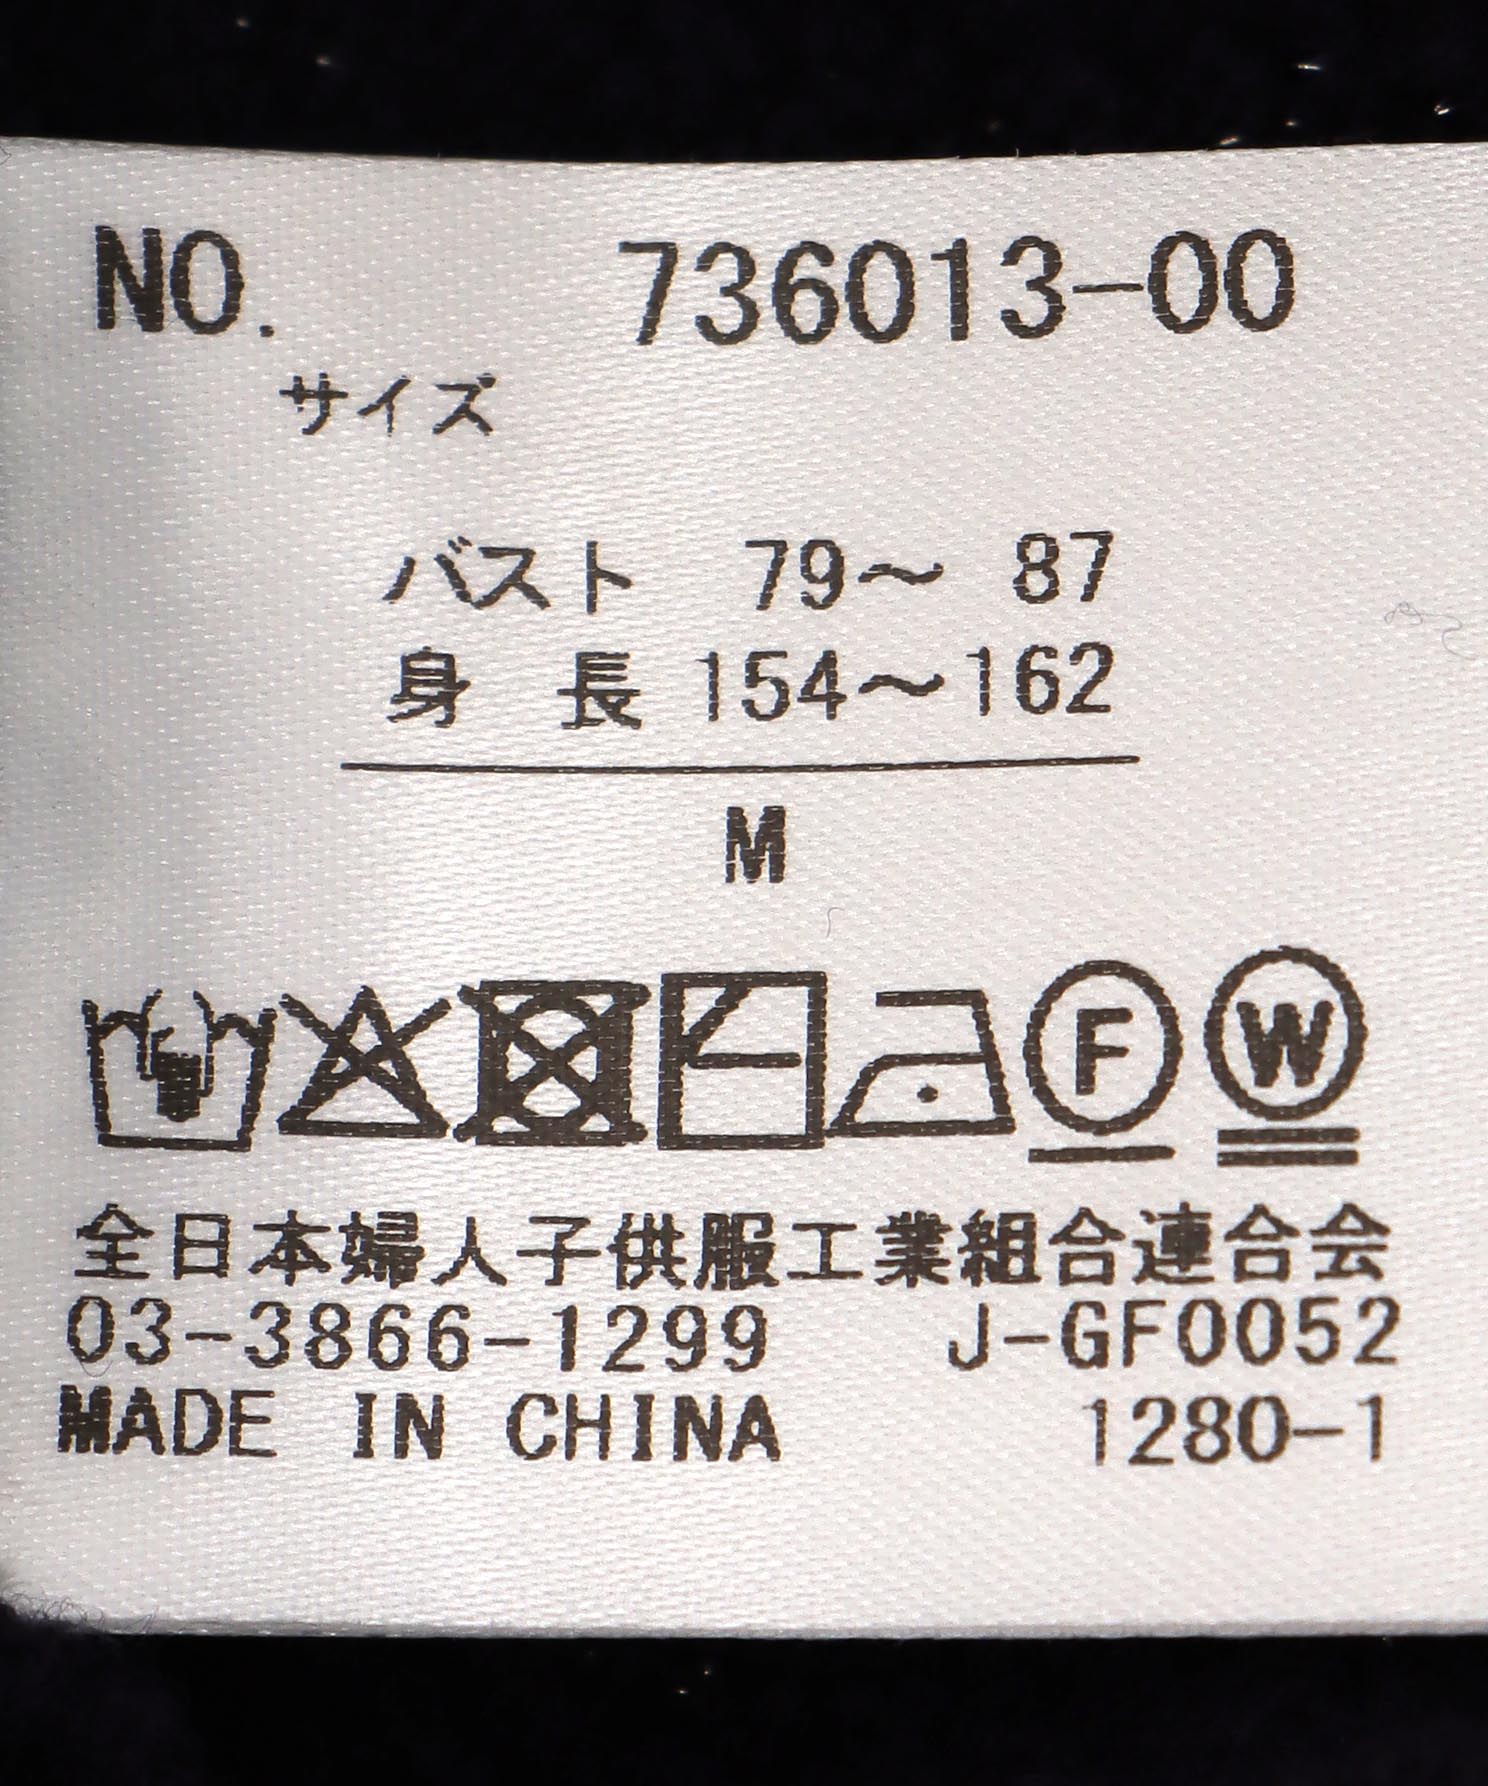 NO. 736013-00
サイズ
バスト 79～ 87
身 長 154～162
M
F W
全日本婦人子供服工業組合連合会
03-3866-1299 J-GF0052
MADE IN CHINA 1280-1